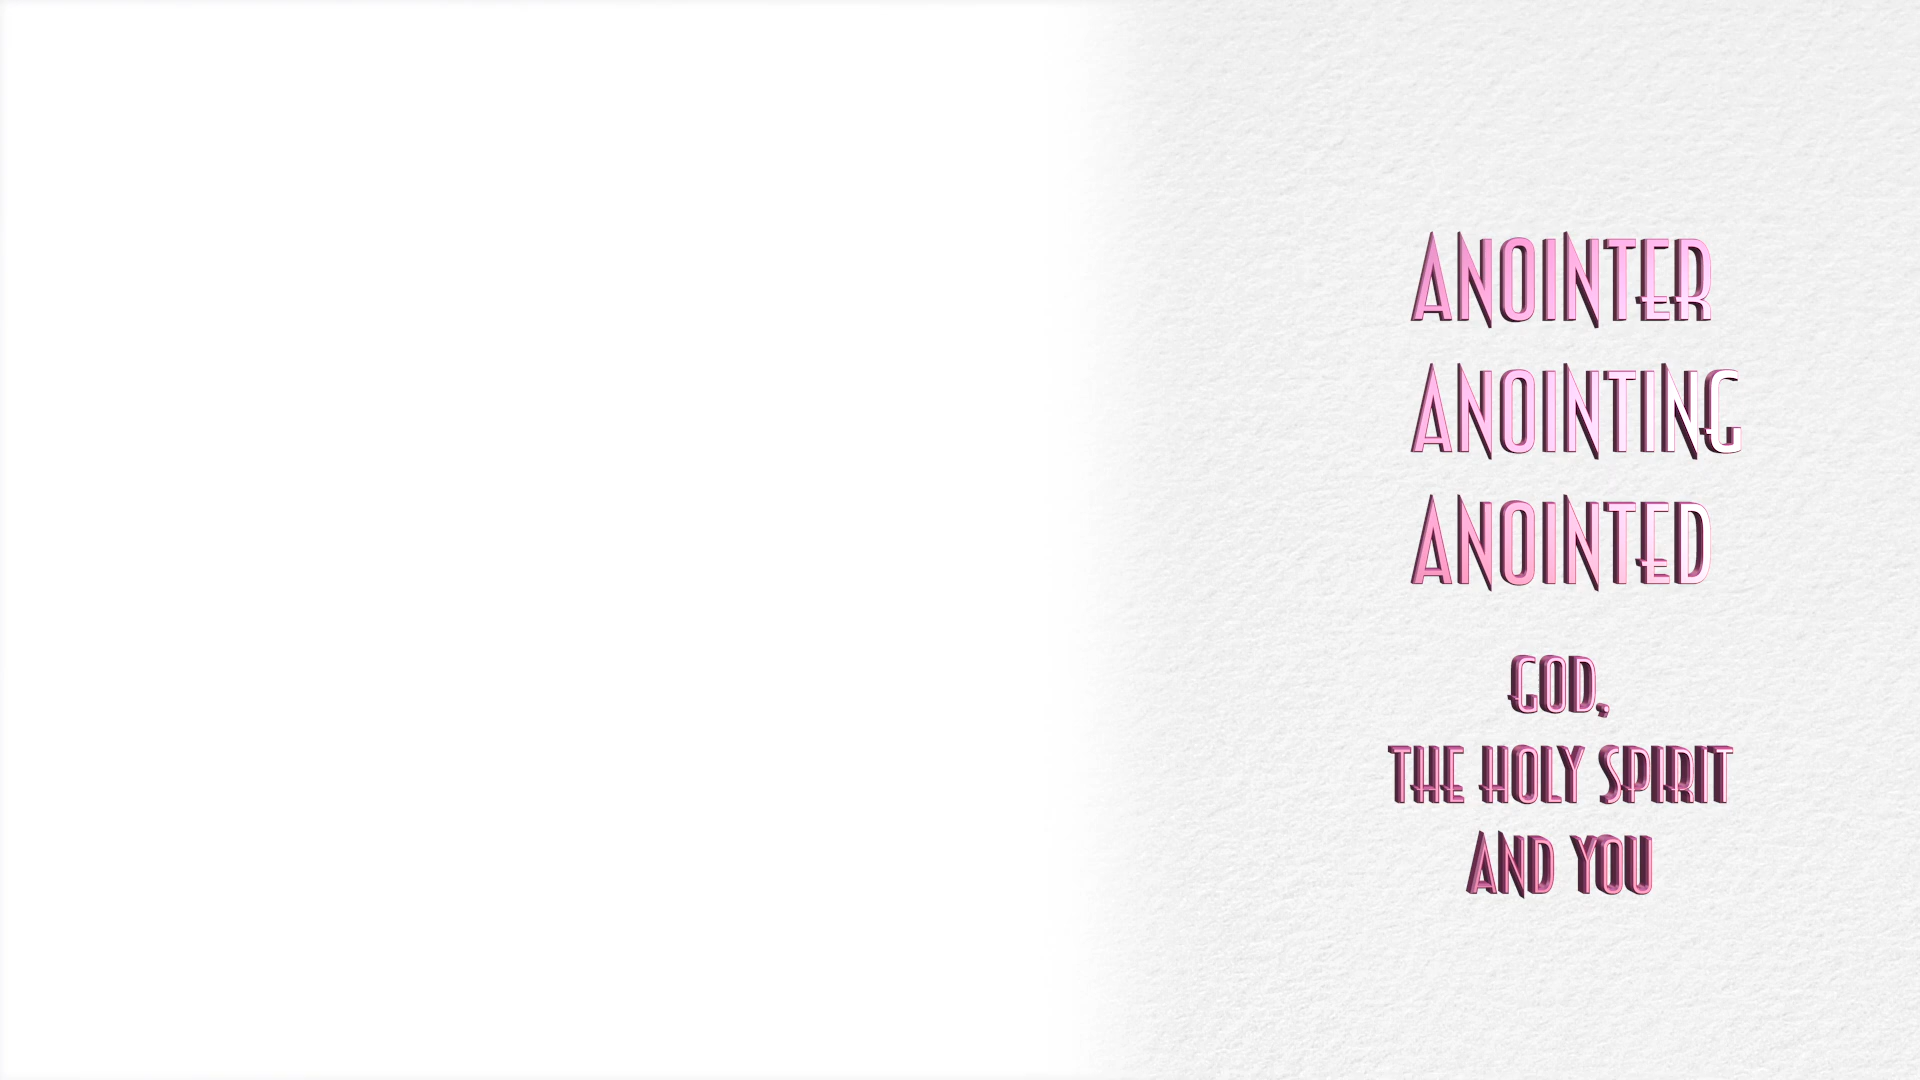 ANOINTER
ANOINTING
ANOINTED
GOD,
THE HOLY SPIRIT
AND YOU